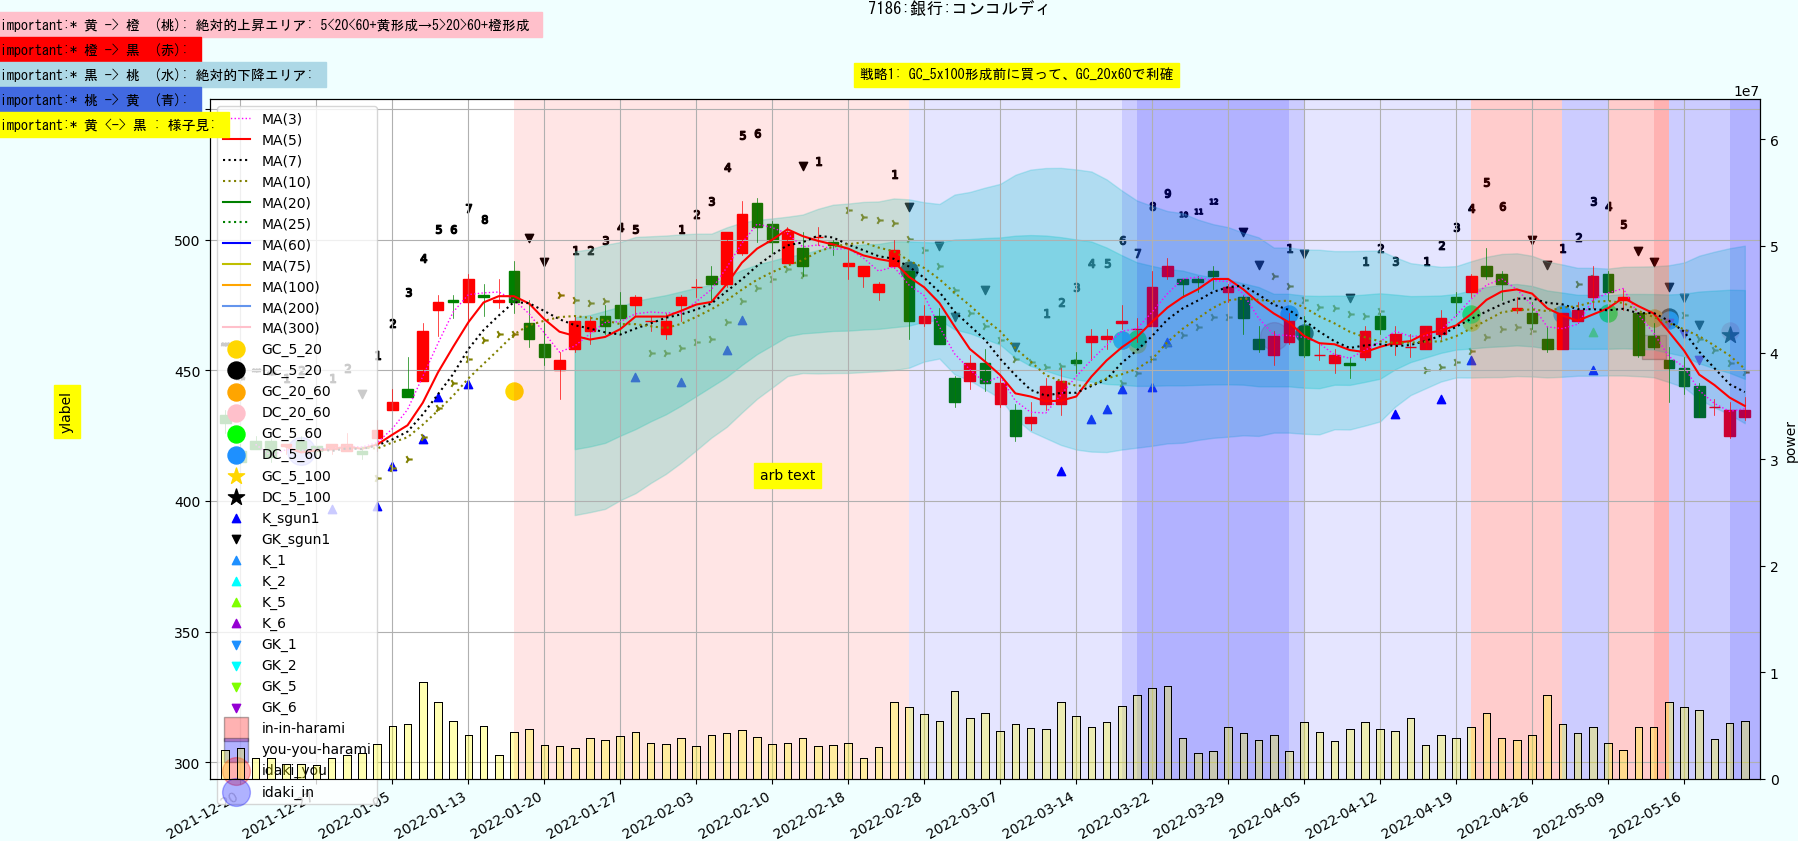 7186:銀行:コンコルディ
important:* 黄 -> 橙 (桃): 絶対的上昇エリア: 5<20<60+黄形成→5>20>60+橙形成
important:* 橙 -> 黒 (赤):
important:* 黒 -> 桃 (水): 絶対的下降エリア:
important:* 桃 -> 黄 (青):
important:* 黄 <-> 黒 : 様子見:
戦略1: GC_5x100形成前に買って、GC_20x60で利確
1e7
MA(3)
MA(5)
MA(7)
MA(10)
MA(20)
MA(25)
MA(60)
MA(75)
MA(100)
MA(200)
MA(300)
GC_5_20
DC_5_20
GC_20_60
DC_20_60
GC_5_60
DC_5_60
GC_5_100
DC_5_100
K_sgun1
GK_sgun1
K_1
K_2
K_5
K_6
GK_1
GK_2
GK_5
GK_6
in-in-harami
you-you-harami
idaki_you
idaki_in
arb text
ylabel
power
500
450
400
350
300
6
5
4
3
2
1
0
2021-12-20
2021-12-27
2022-01-05
2022-01-13
2022-01-20
2022-01-27
2022-02-03
2022-02-10
2022-02-18
2022-02-28
2022-03-07
2022-03-14
2022-03-22
2022-03-29
2022-04-05
2022-04-12
2022-04-19
2022-04-26
2022-05-09
2022-05-16